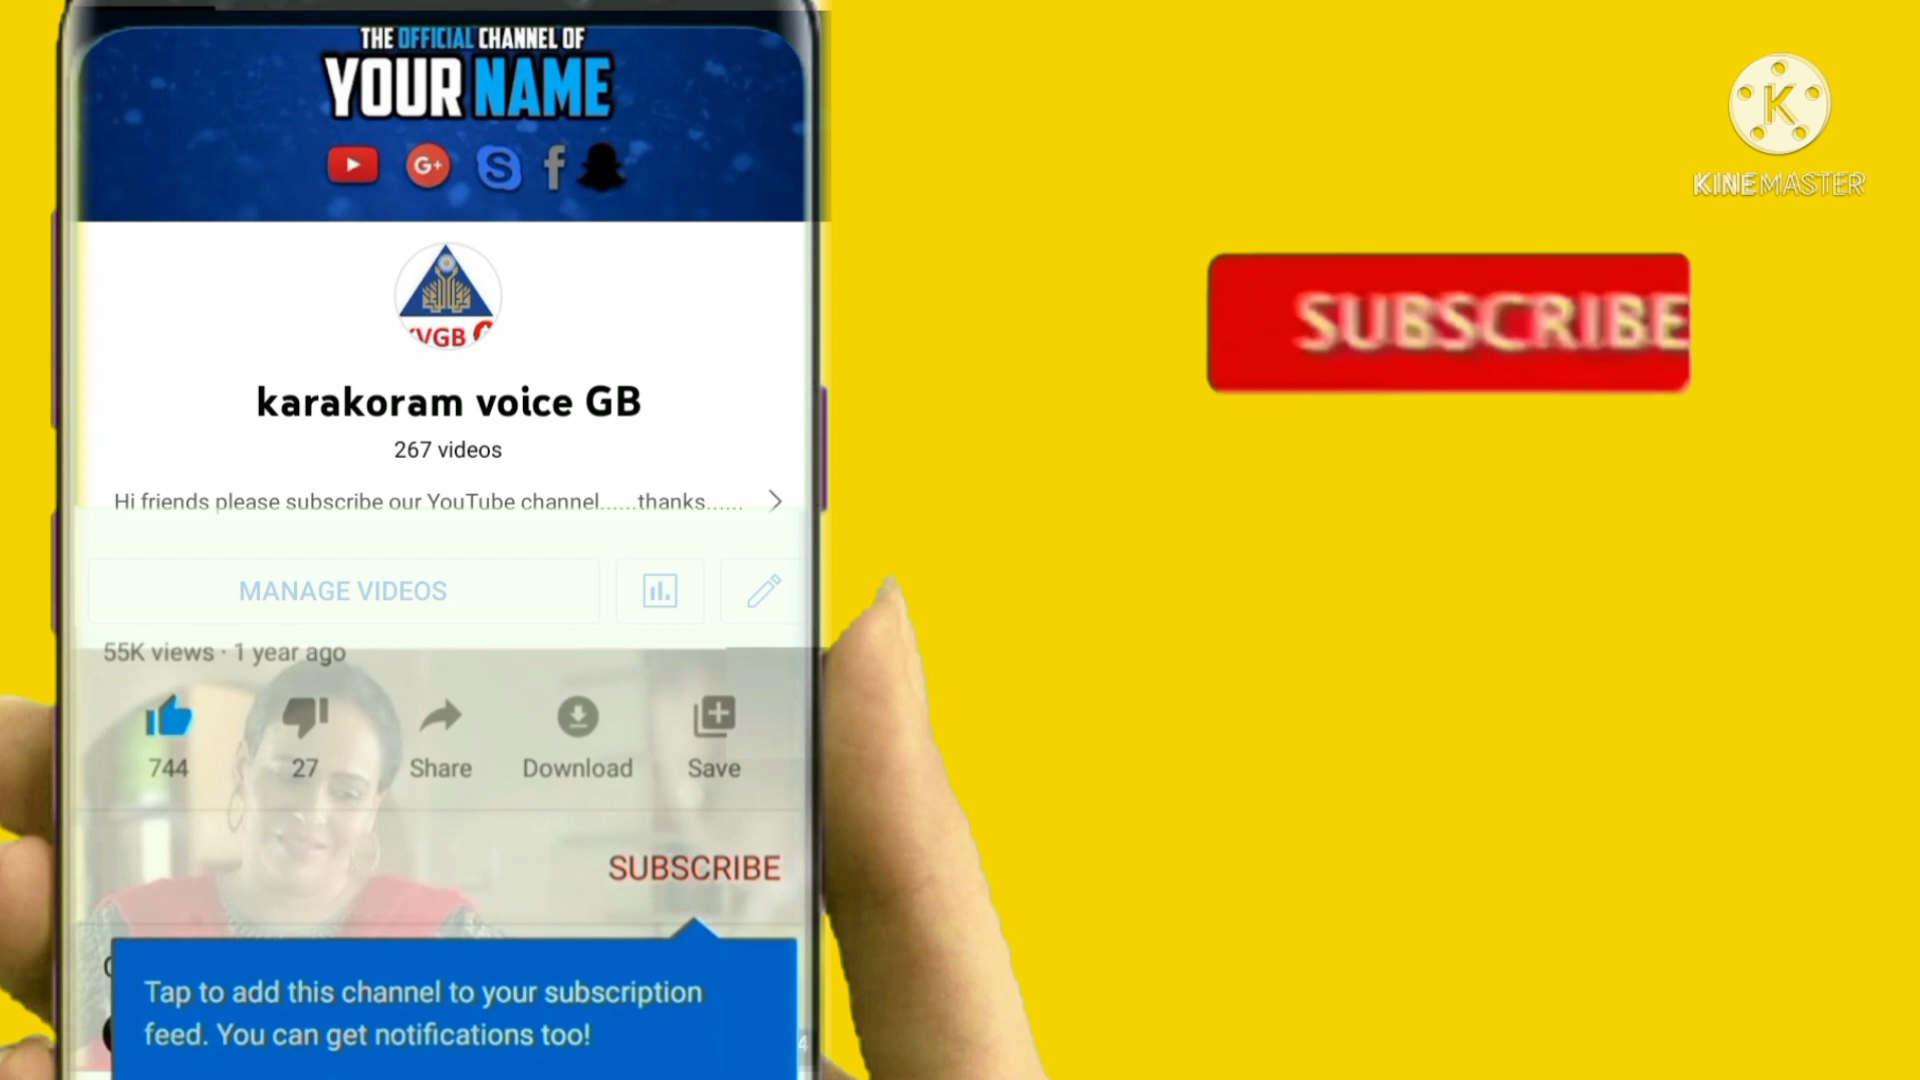 THE OFFICIAL CHANNEL OF
YOUR NAME
G+
S
f
KVGB
karakoram voice GB
267 videos
Hi friends please subscribe our YouTube channel......thanks......
MANAGE VIDEOS
55K views · 1 year ago
744
27
Share
Download
Save
SUBSCRIBE
Tap to add this channel to your subscription
feed. You can get notifications too!
K
KINEMASTER
SUBSCRIBE